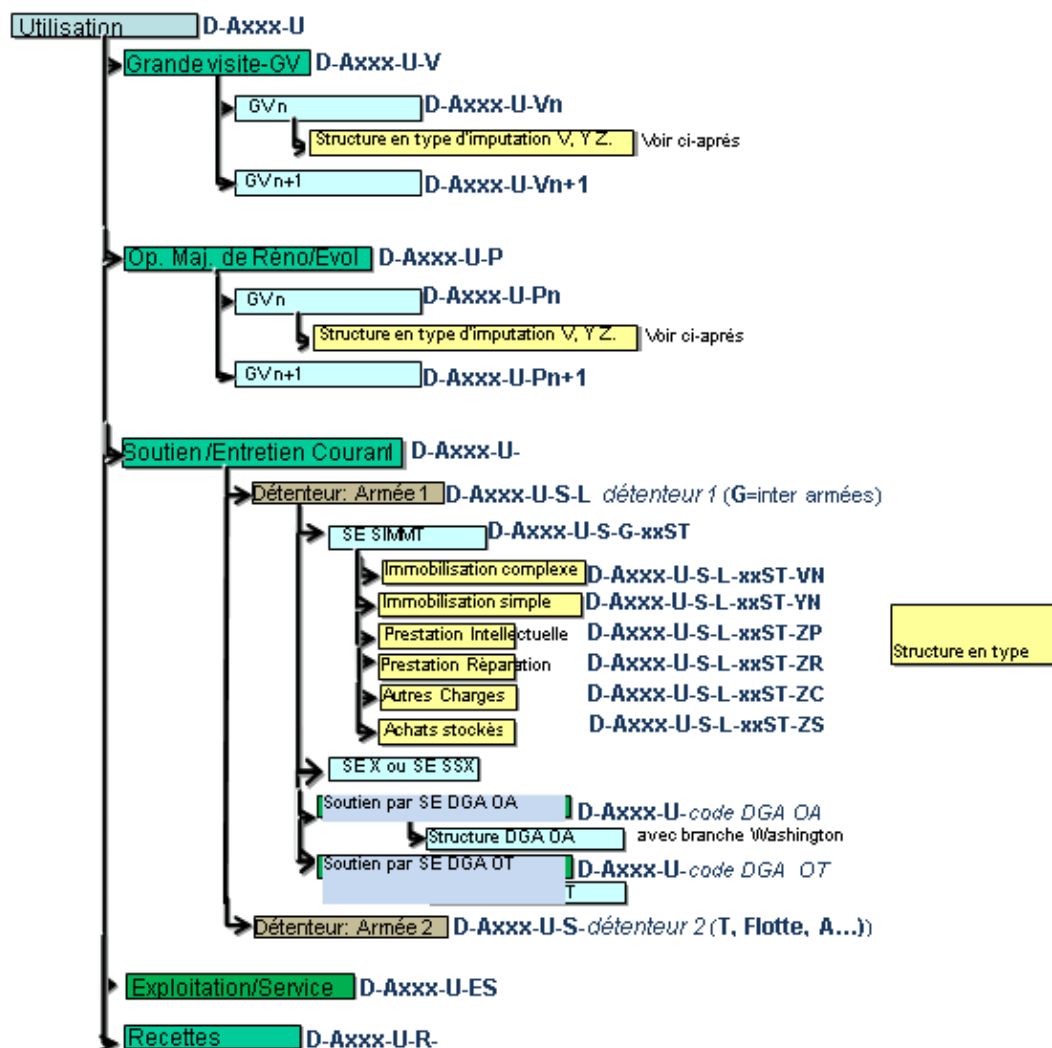 Utilisation D-Axxx-U
Grande visite-GV D-Axxx-U-V
GVn D-Axxx-U-Vn
Structure en type d'imputation V, Y Z. Voir ci-après
GVn+1 D-Axxx-U-Vn+1
Op. Maj. de Réno/Evol D-Axxx-U-P
GVn D-Axxx-U-Pn
Structure en type d'imputation V, Y Z. Voir ci-après
GVn+1 D-Axxx-U-Pn+1
Soutien/Entretien Courant D-Axxx-U-
Détenteur: Armée 1 D-Axxx-U-S-L détenteur 1 (G=inter armées)
SE SIMMT D-Axxx-U-S-G-xxST
Immobilisation complexe D-Axxx-U-S-L-xxST-VN
Immobilisation simple D-Axxx-U-S-L-xxST-YN
Prestation Intellectuelle D-Axxx-U-S-L-xxST-ZP
Prestation Réparation D-Axxx-U-S-L-xxST-ZR
Structure en type
Autres Charges D-Axxx-U-S-L-xxST-ZC
Achats stockés D-Axxx-U-S-L-xxST-ZS
SE X ou SE SSX
Soutien par SE DGA OA D-Axxx-U-code DGA OA
Structure DGA OA avec branche Washington
Soutien par SE DGA OT D-Axxx-U-code DGA OT
T
Détenteur: Armée 2 D-Axxx-U-S-détenteur 2 (T, Flotte, A...))
Exploitation/Service D-Axxx-U-ES
Recettes D-Axxx-U-R-